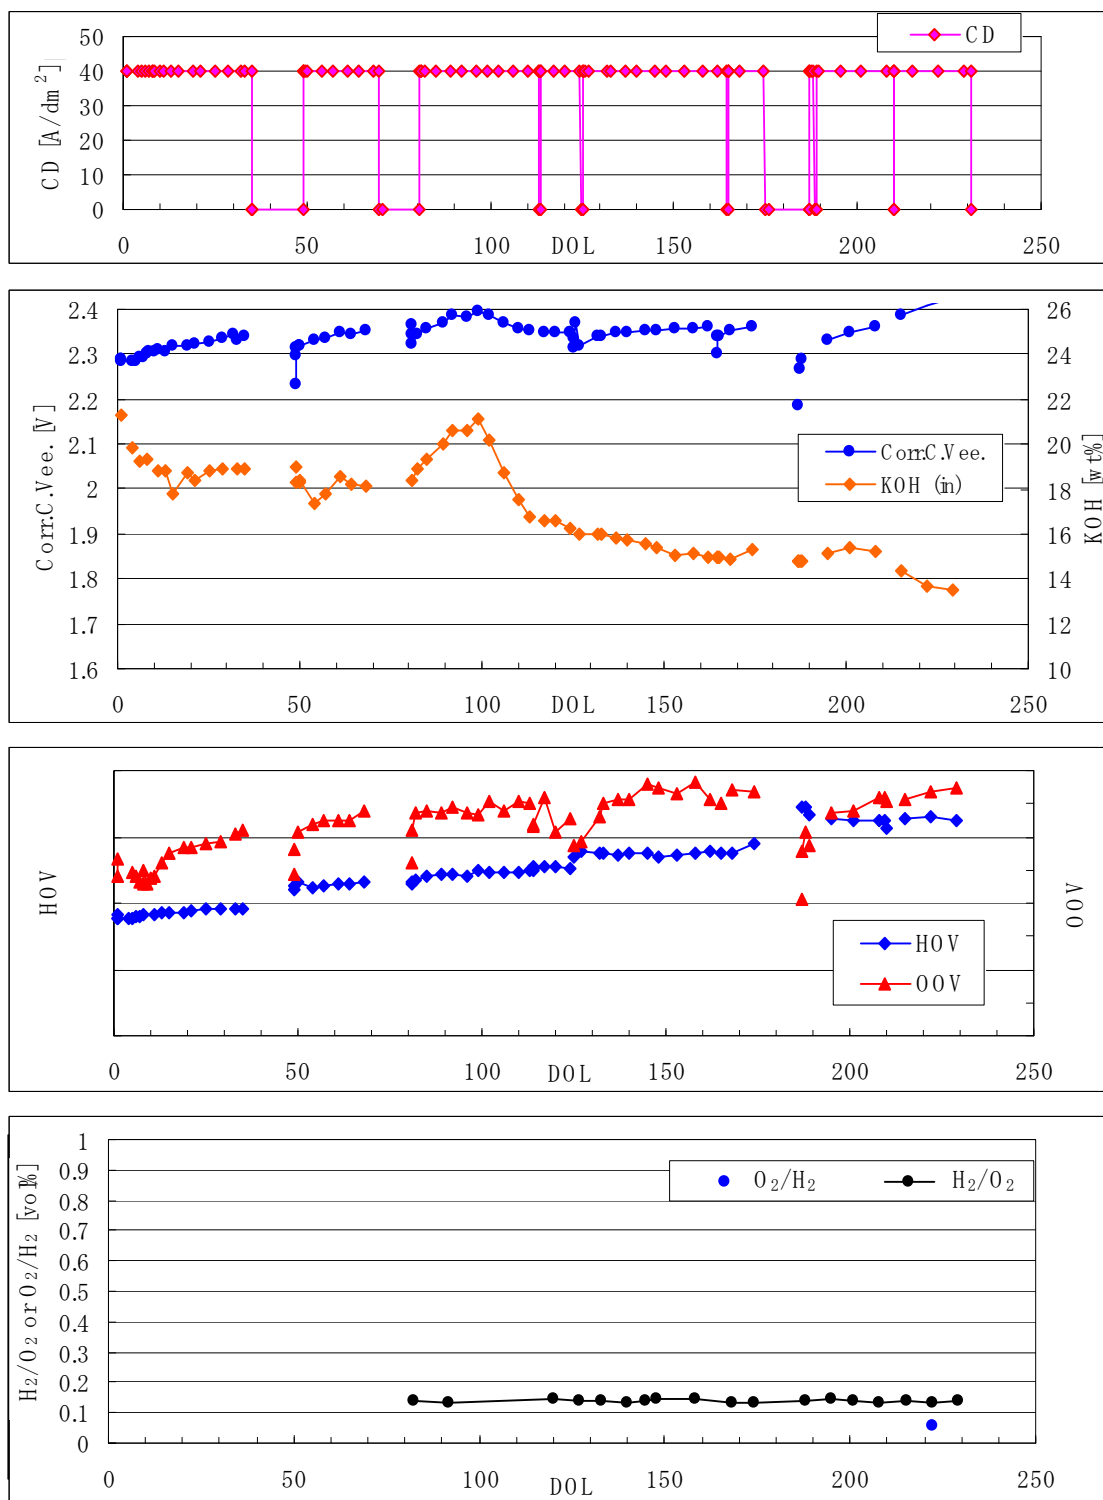 CD
50
40
30
20
10
0
CD [A/dm²]
0 50 100 DOL 150 200 250
2.4
2.3
2.2
2.1
2
1.9
1.8
1.7
1.6
Corr.C.Vee. [V]
Corr.C.Vee.
KOH (in)
26
24
22
20
18
16
14
12
10
KOH [wt%]
0 50 100 DOL 150 200 250
HOV
OOV
HOV
OOV
0 50 100 DOL 150 200 250
1
0.9
0.8
0.7
0.6
0.5
0.4
0.3
0.2
0.1
0
H₂/O₂ or O₂/H₂ [vol%]
O₂/H₂ H₂/O₂
0 50 100 DOL 150 200 250